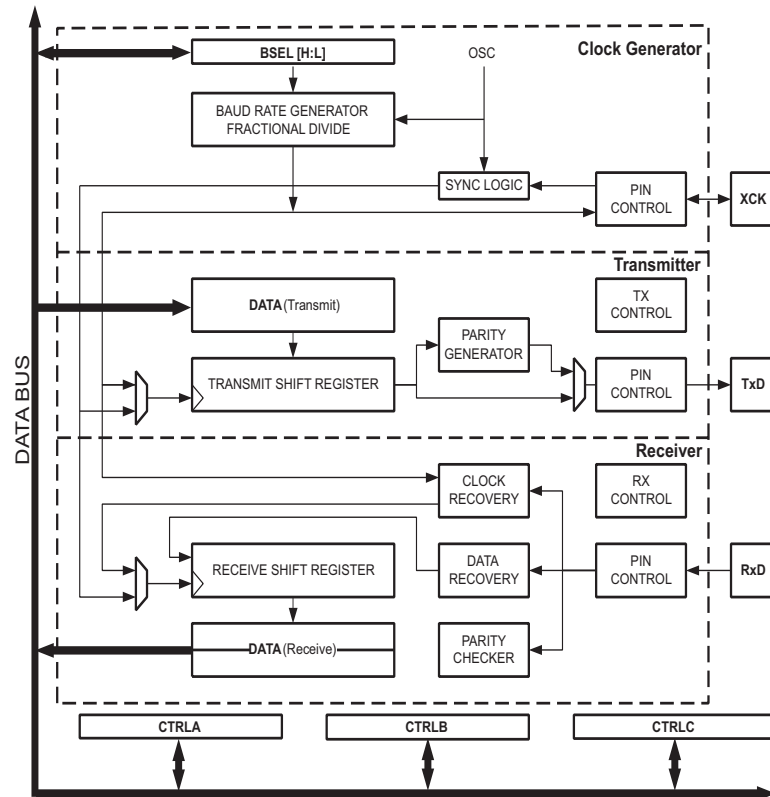 BSEL [H:L]
OSC
Clock Generator
BAUD RATE GENERATOR
FRACTIONAL DIVIDE
SYNC LOGIC
PIN
CONTROL
XCK
Transmitter
DATA (Transmit)
TX
CONTROL
PARITY
GENERATOR
TRANSMIT SHIFT REGISTER
PIN
CONTROL
TxD
DATA BUS
Receiver
CLOCK
RECOVERY
RX
CONTROL
RECEIVE SHIFT REGISTER
DATA
RECOVERY
PIN
CONTROL
RxD
DATA (Receive)
PARITY
CHECKER
CTRLA
CTRLB
CTRLC